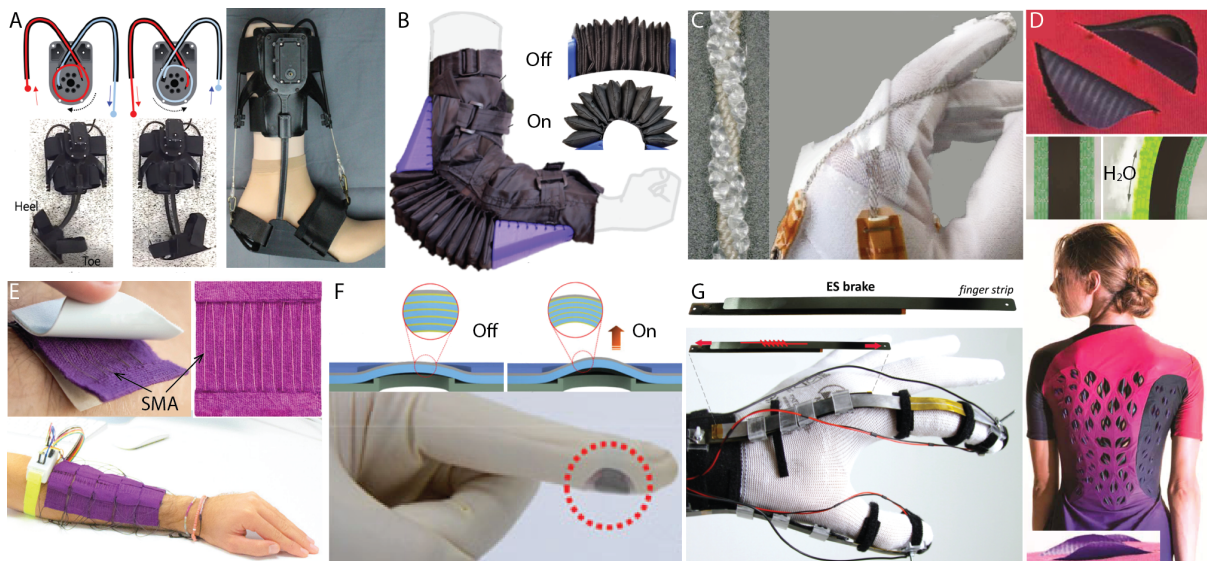 A
Heel
Toe
B
Off
On
C
D
H₂O
E
SMA
F
Off
On
G
ES brake
finger strip